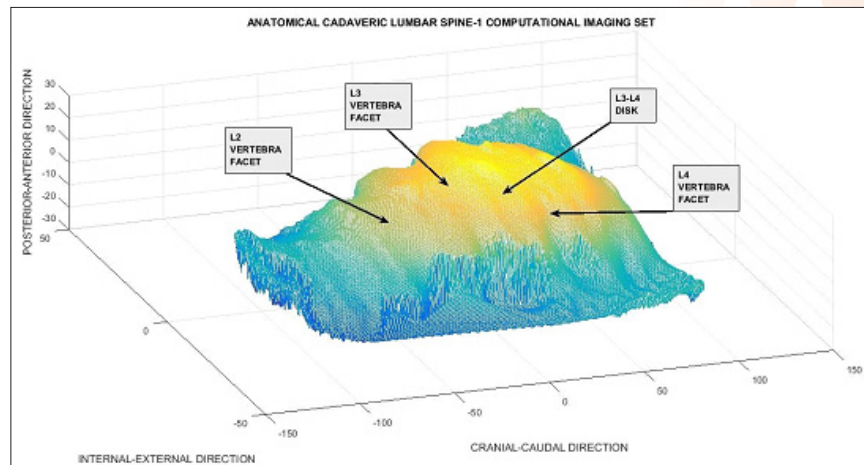 ANATOMICAL CADAVERIC LUMBAR SPINE-1 COMPUTATIONAL IMAGING SET
POSTERIOR-ANTERIOR DIRECTION
30
20
10
0
-10
-20
-30
50
0
-50
L2
VERTEBRA
FACET
L3
VERTEBRA
FACET
L3-L4
DISK
L4
VERTEBRA
FACET
-150
-100
-50
0
50
100
150
INTERNAL-EXTERNAL DIRECTION
CRANIAL-CAUDAL DIRECTION